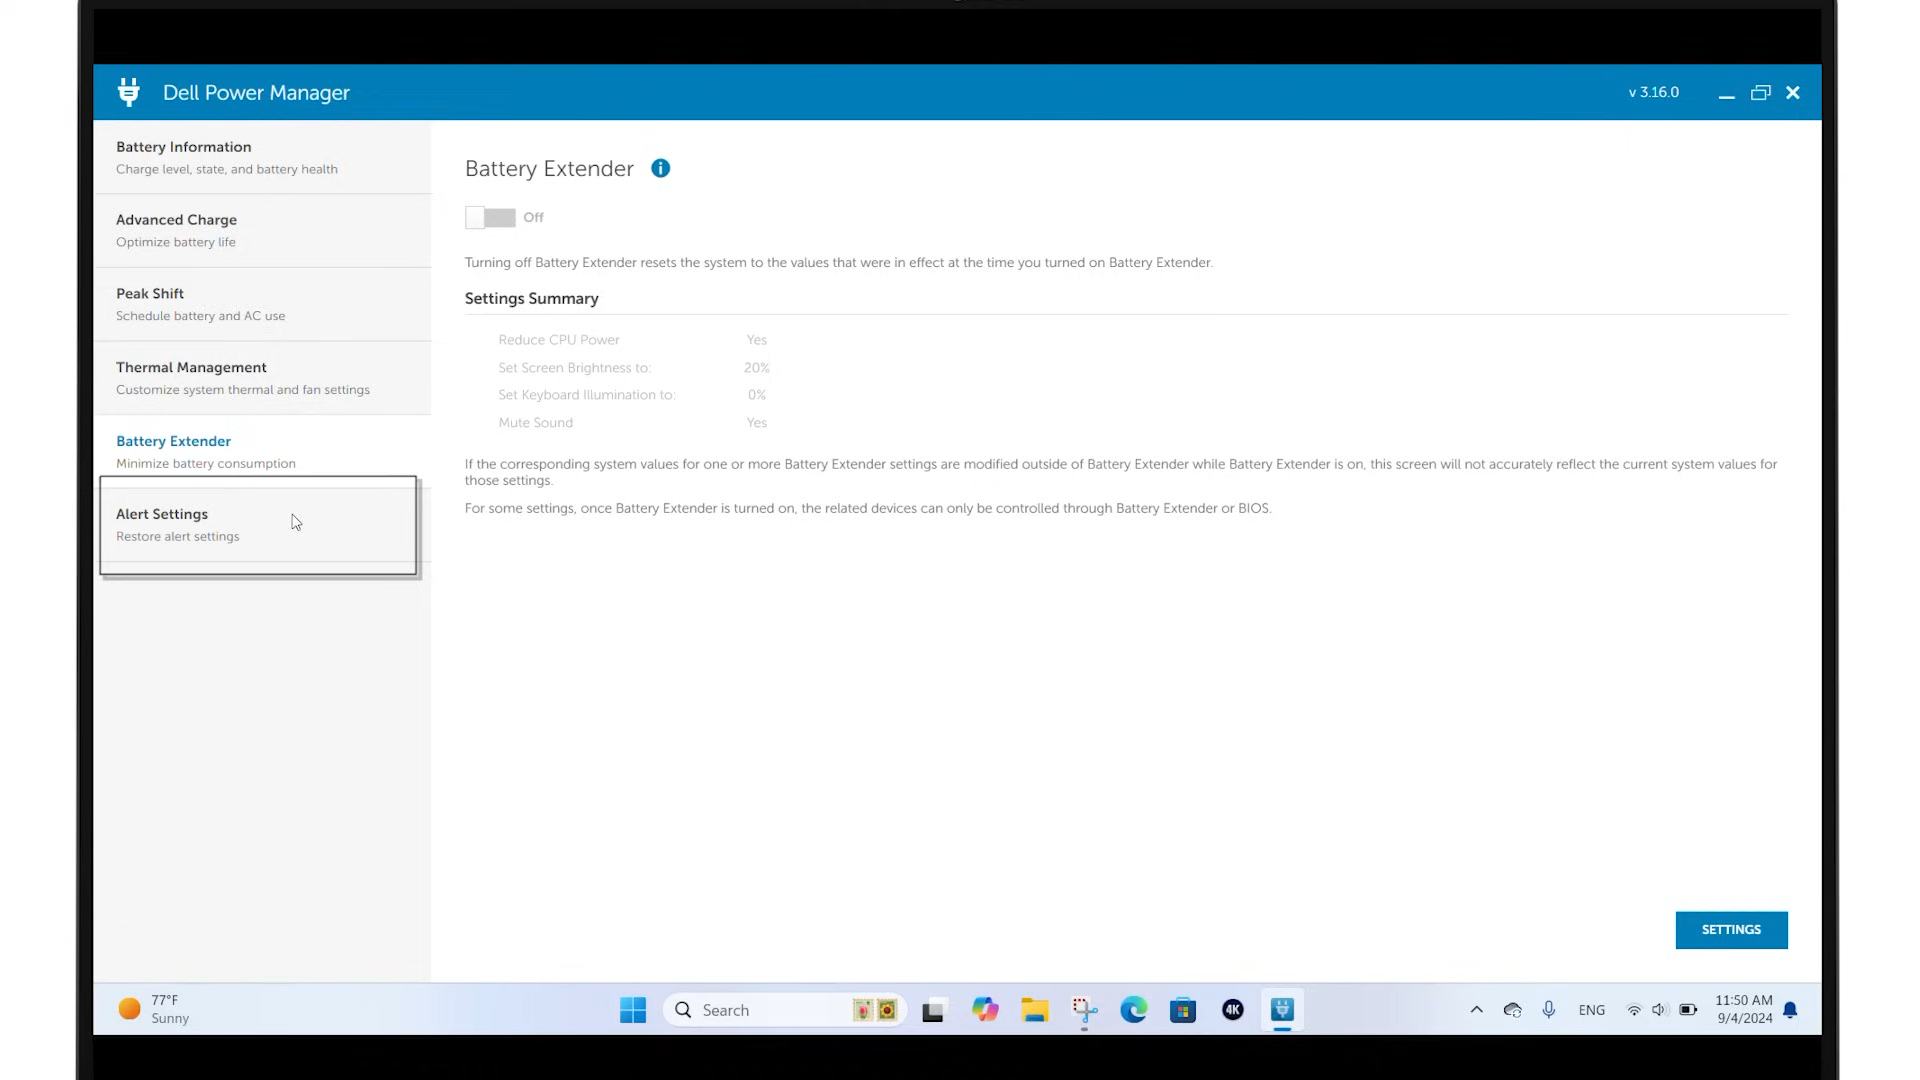 Dell Power Manager
v 3.16.0
Battery Information
Charge level, state, and battery health
Advanced Charge
Optimize battery life
Peak Shift
Schedule battery and AC use
Thermal Management
Customize system thermal and fan settings
Battery Extender
Minimize battery consumption
Alert Settings
Restore alert settings
Battery Extender
Off
Turning off Battery Extender resets the system to the values that were in effect at the time you turned on Battery Extender.
Settings Summary
Reduce CPU Power Yes
Set Screen Brightness to: 20%
Set Keyboard Illumination to: 0%
Mute Sound Yes
If the corresponding system values for one or more Battery Extender settings are modified outside of Battery Extender while Battery Extender is on, this screen will not accurately reflect the current system values for
those settings.
For some settings, once Battery Extender is turned on, the related devices can only be controlled through Battery Extender or BIOS.
SETTINGS
77°F
Sunny
Search
4K
ENG
11:50 AM
9/4/2024